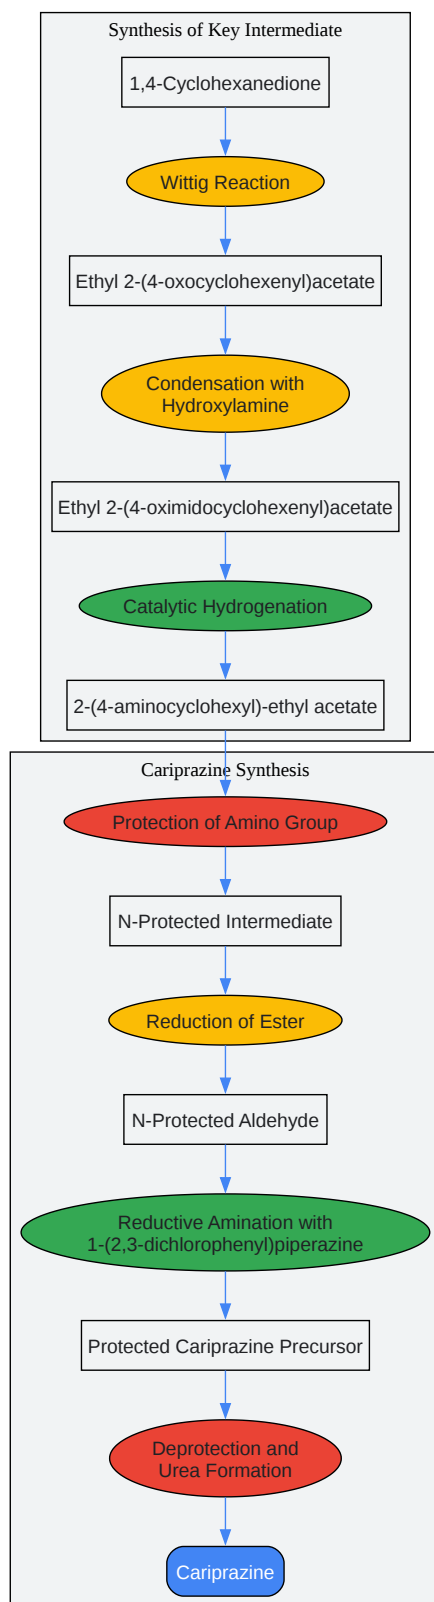 Synthesis of Key Intermediate
1,4-Cyclohexanedione
Wittig Reaction
Ethyl 2-(4-oxocyclohexenyl)acetate
Condensation with
Hydroxylamine
Ethyl 2-(4-oximidocyclohexenyl)acetate
Catalytic Hydrogenation
2-(4-aminocyclohexyl)-ethyl acetate
Cariprazine Synthesis
Protection of Amino Group
N-Protected Intermediate
Reduction of Ester
N-Protected Aldehyde
Reductive Amination with
1-(2,3-dichlorophenyl)piperazine
Protected Cariprazine Precursor
Deprotection and
Urea Formation
Cariprazine